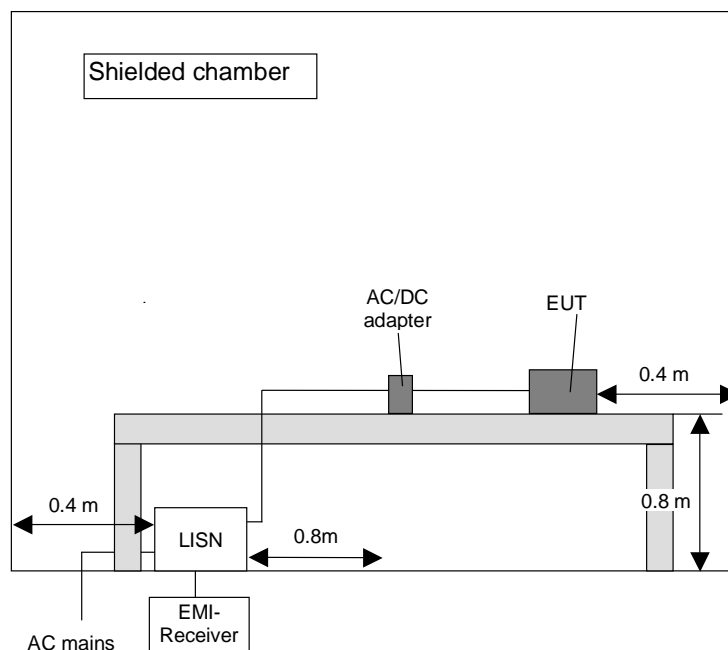 Shielded chamber
AC/DC
adapter
EUT
0.4 m
0.4 m
0.8 m
LISN
0.8m
EMI-
Receiver
AC mains